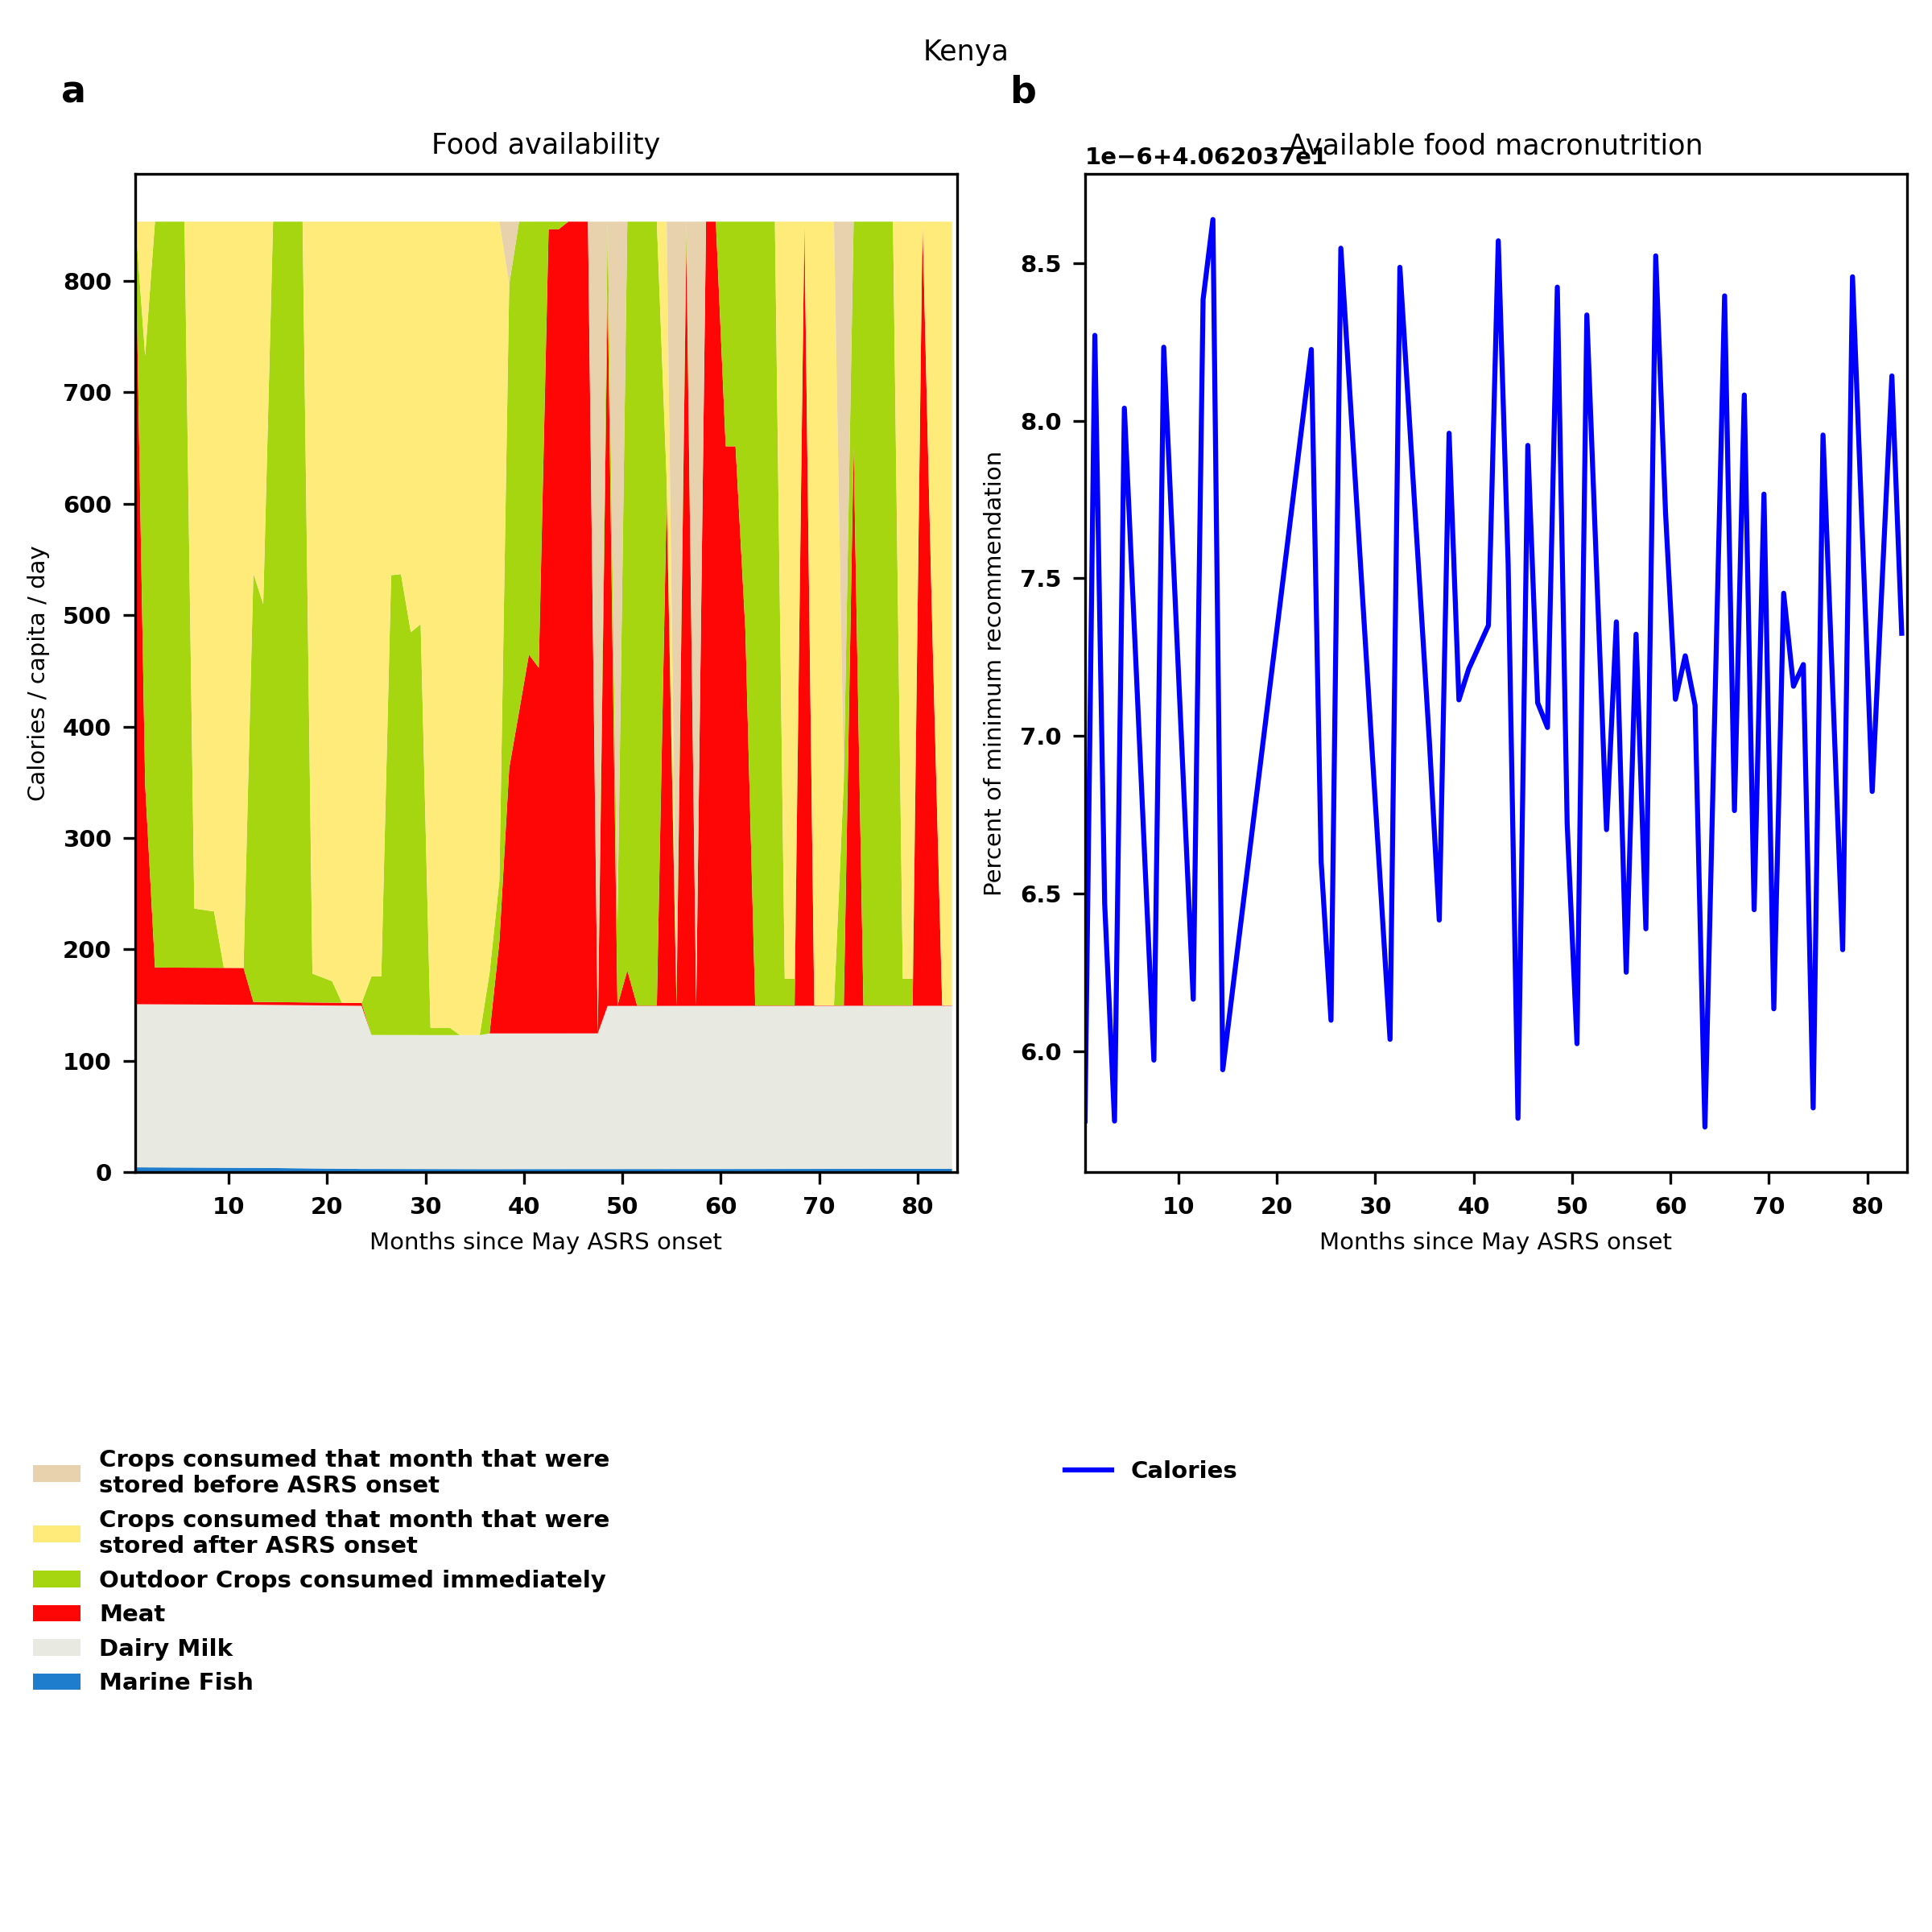 Kenya
a
Food availability
Calories / capita / day
800
700
600
500
400
300
200
100
0
10 20 30 40 50 60 70 80
Months since May ASRS onset
b
Available food macronutrition
1e−6+4.062037e1
Percent of minimum recommendation
8.5
8.0
7.5
7.0
6.5
6.0
10 20 30 40 50 60 70 80
Months since May ASRS onset
Crops consumed that month that were
stored before ASRS onset
Crops consumed that month that were
stored after ASRS onset
Outdoor Crops consumed immediately
Meat
Dairy Milk
Marine Fish
Calories